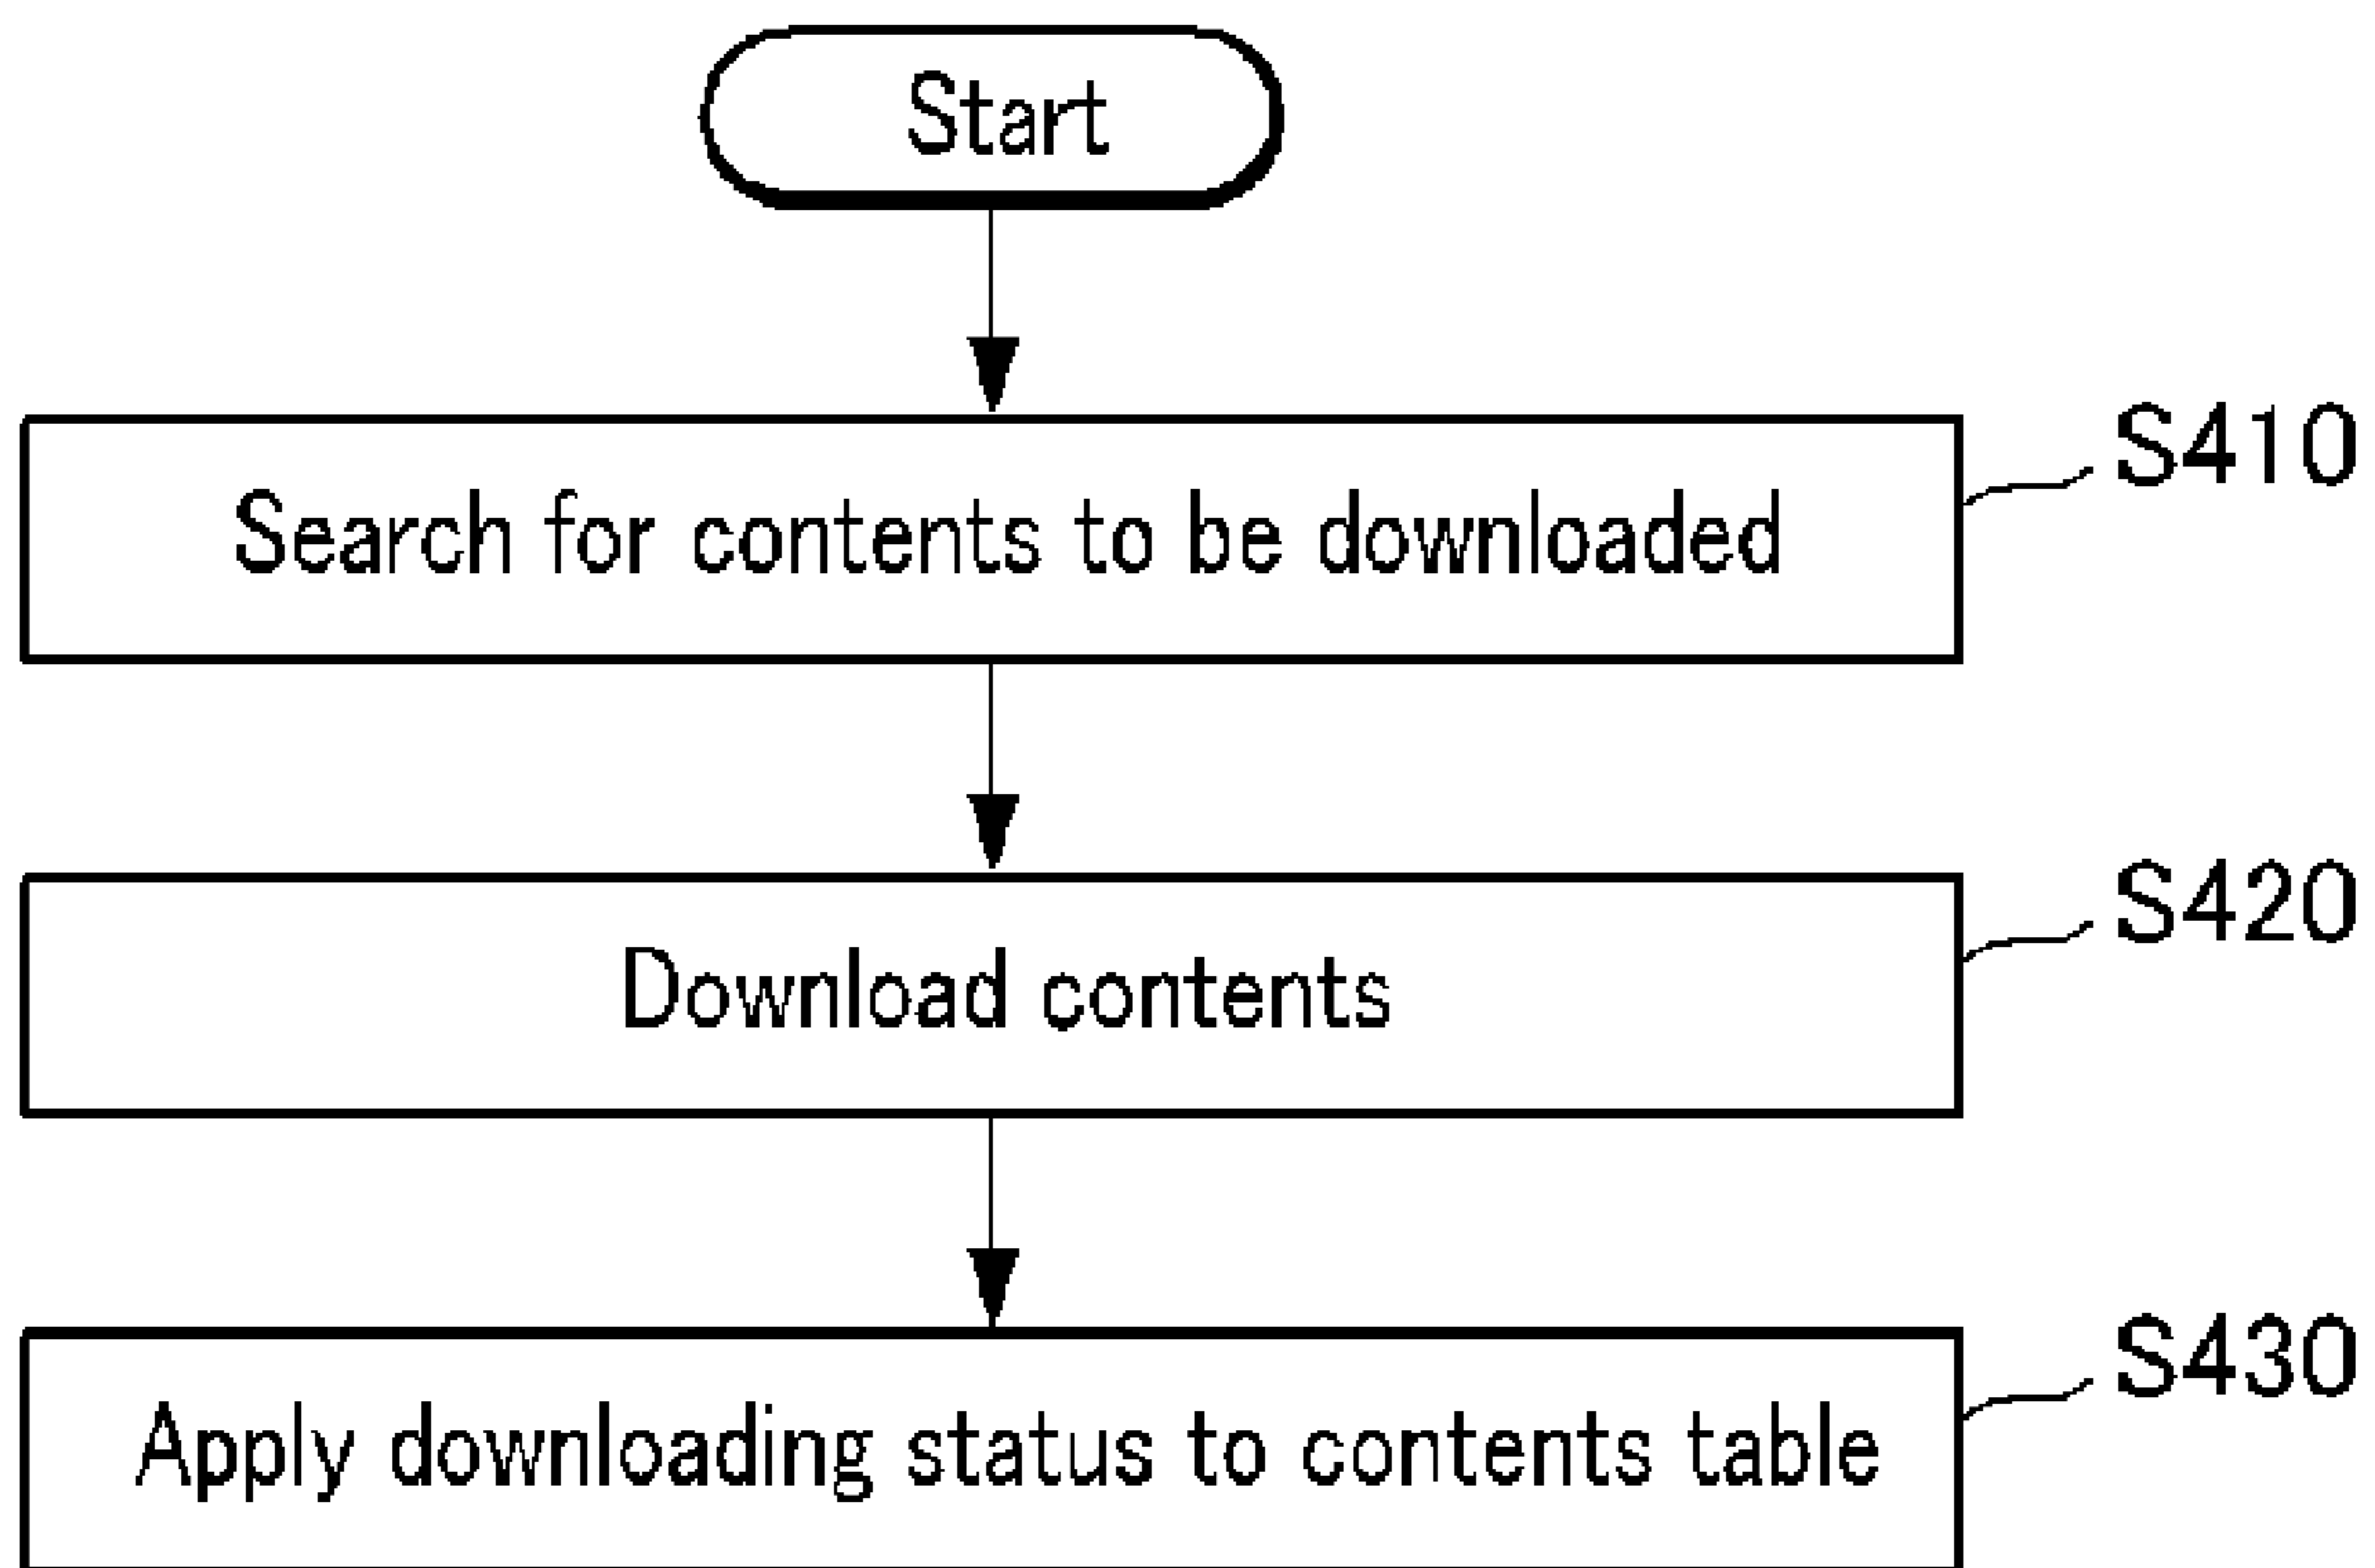 Start
S410
Search for contents to be downloaded
S420
Download contents
S430
Apply downloading status to contents table